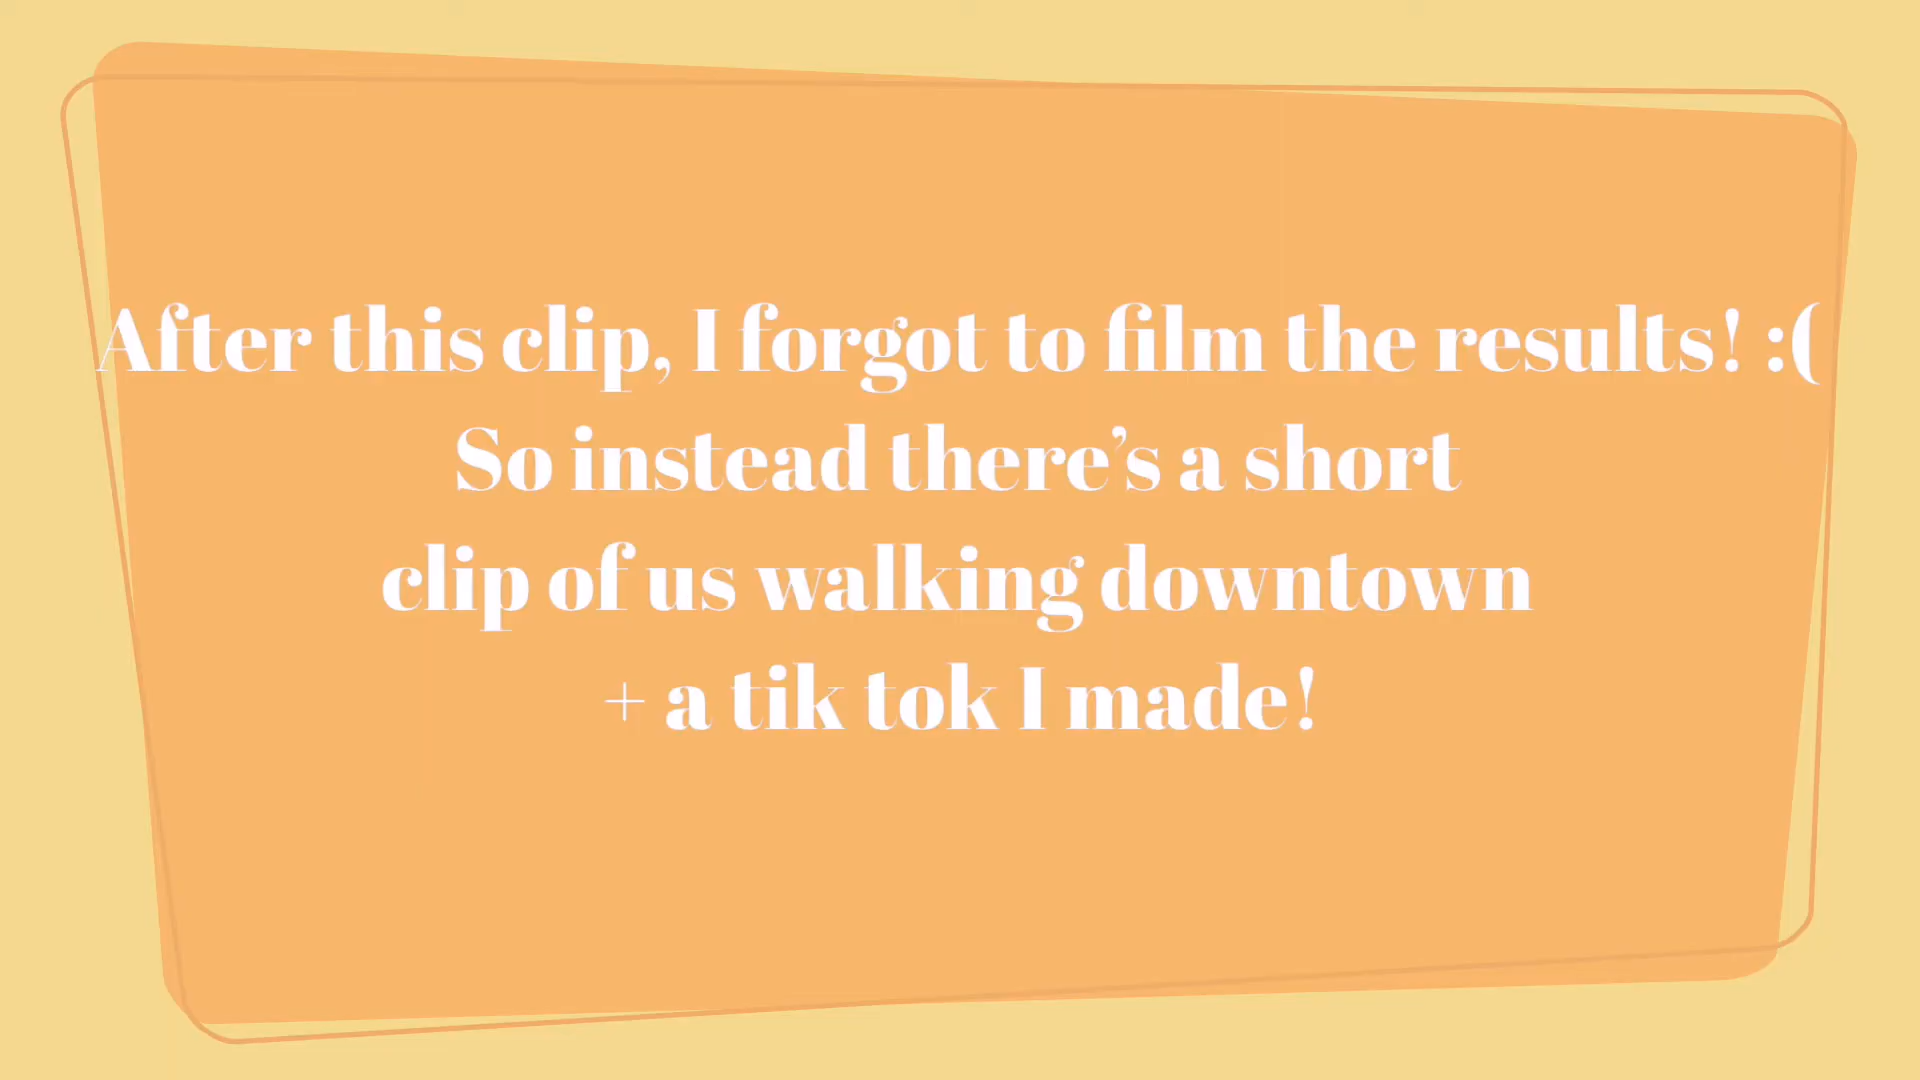 After this clip, I forgot to film the results! :(
So instead there’s a short
clip of us walking downtown
+ a tik tok I made!